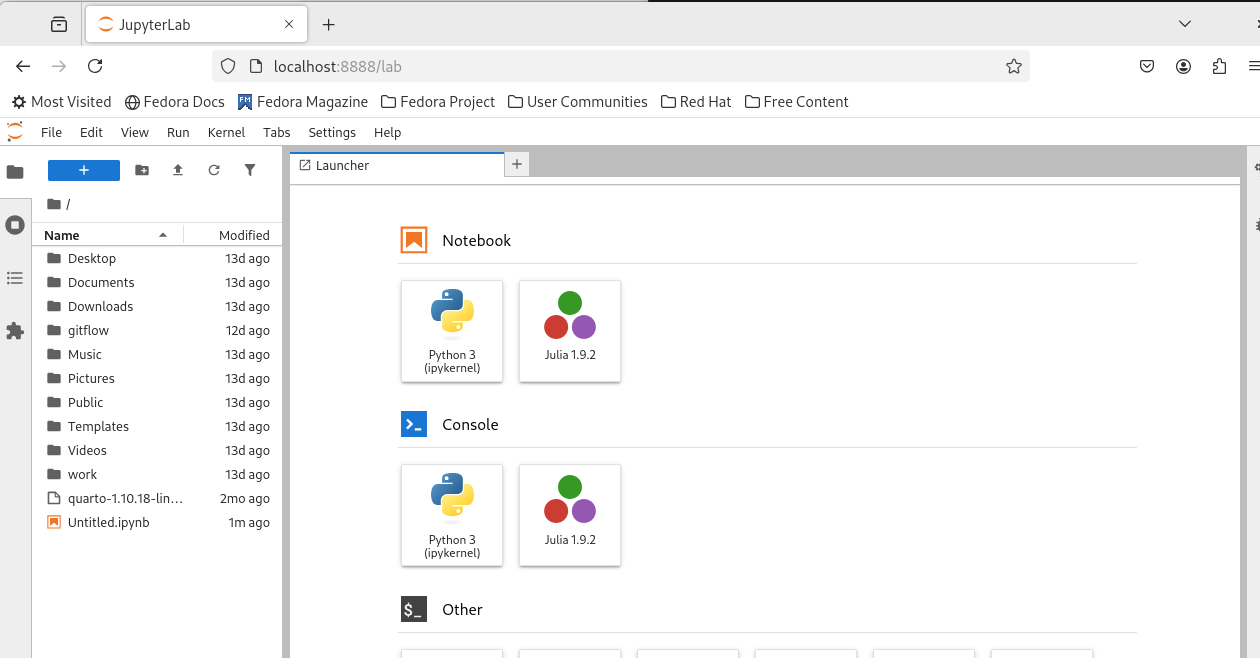 JupyterLab
localhost:8888/lab
Most Visited Fedora Docs Fedora Magazine Fedora Project User Communities Red Hat Free Content
File Edit View Run Kernel Tabs Settings Help
Launcher
/
Name Modified
Desktop 13d ago
Documents 13d ago
Downloads 13d ago
gitflow 12d ago
Music 13d ago
Pictures 13d ago
Public 13d ago
Templates 13d ago
Videos 13d ago
work 13d ago
quarto-1.10.18-lin... 2mo ago
Untitled.ipynb 1m ago
Notebook
Python 3 Julia 1.9.2
(ipykernel)
Console
Python 3 Julia 1.9.2
(ipykernel)
$_ Other